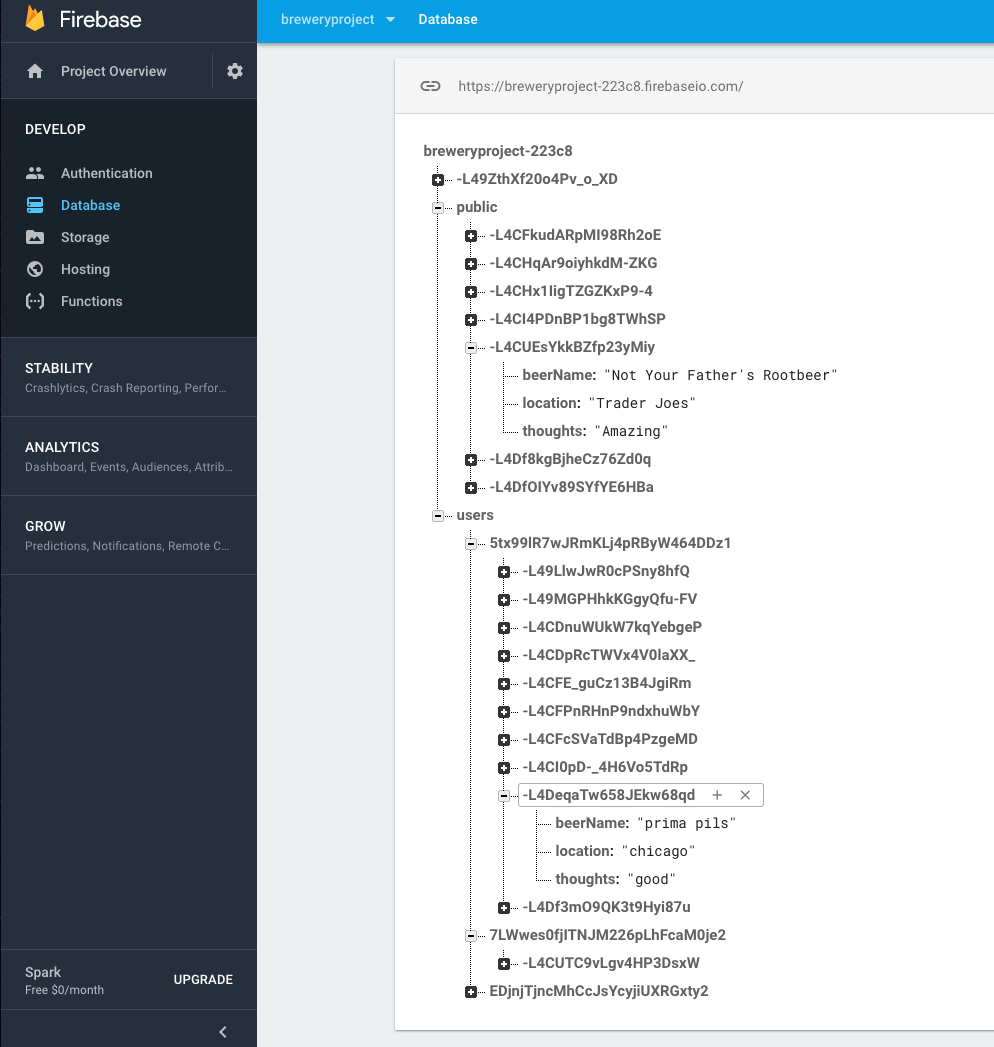 Firebase
breweryproject
Database
Project Overview
https://breweryproject-223c8.firebaseio.com/
DEVELOP
Authentication
Database
Storage
Hosting
Functions
STABILITY
Crashlytics, Crash Reporting, Perfor...
ANALYTICS
Dashboard, Events, Audiences, Attrib...
GROW
Predictions, Notifications, Remote C...
Spark
Free $0/month
UPGRADE
breweryproject-223c8
-L49ZthXf20o4Pv_o_XD
public
-L4CFkudARpMI98Rh2oE
-L4CHqAr9oiyhkdM-ZKG
-L4CHx1IigTZGZKxP9-4
-L4CI4PDnBP1bg8TWhSP
-L4CUEsYkkBZfp23yMiy
beerName: "Not Your Father's Rootbeer"
location: "Trader Joes"
thoughts: "Amazing"
-L4Df8kgBjheCz76Zd0q
-L4DfOIYv89SYfYE6HBa
users
5tx99lR7wJRmKLj4pRByW464DDz1
-L49LlwJwR0cPSny8hfQ
-L49MGPHhkKGgyQfu-FV
-L4CDnuWUkW7kqYebgeP
-L4CDpRcTWVx4V0laXX_
-L4CFE_guCz13B4JgiRm
-L4CFPnRHnP9ndxhuWbY
-L4CFcSVaTdBp4PzgeMD
-L4CI0pD-_4H6Vo5TdRp
-L4DeqaTw658JEkw68qd
beerName: "prima pils"
location: "chicago"
thoughts: "good"
-L4Df3mO9QK3t9Hyi87u
7LWwes0fjITNJM226pLhFcaM0je2
-L4CUTC9vLgv4HP3DsxW
EDjnjTjncMhCcJsYcyjiUXRGxty2